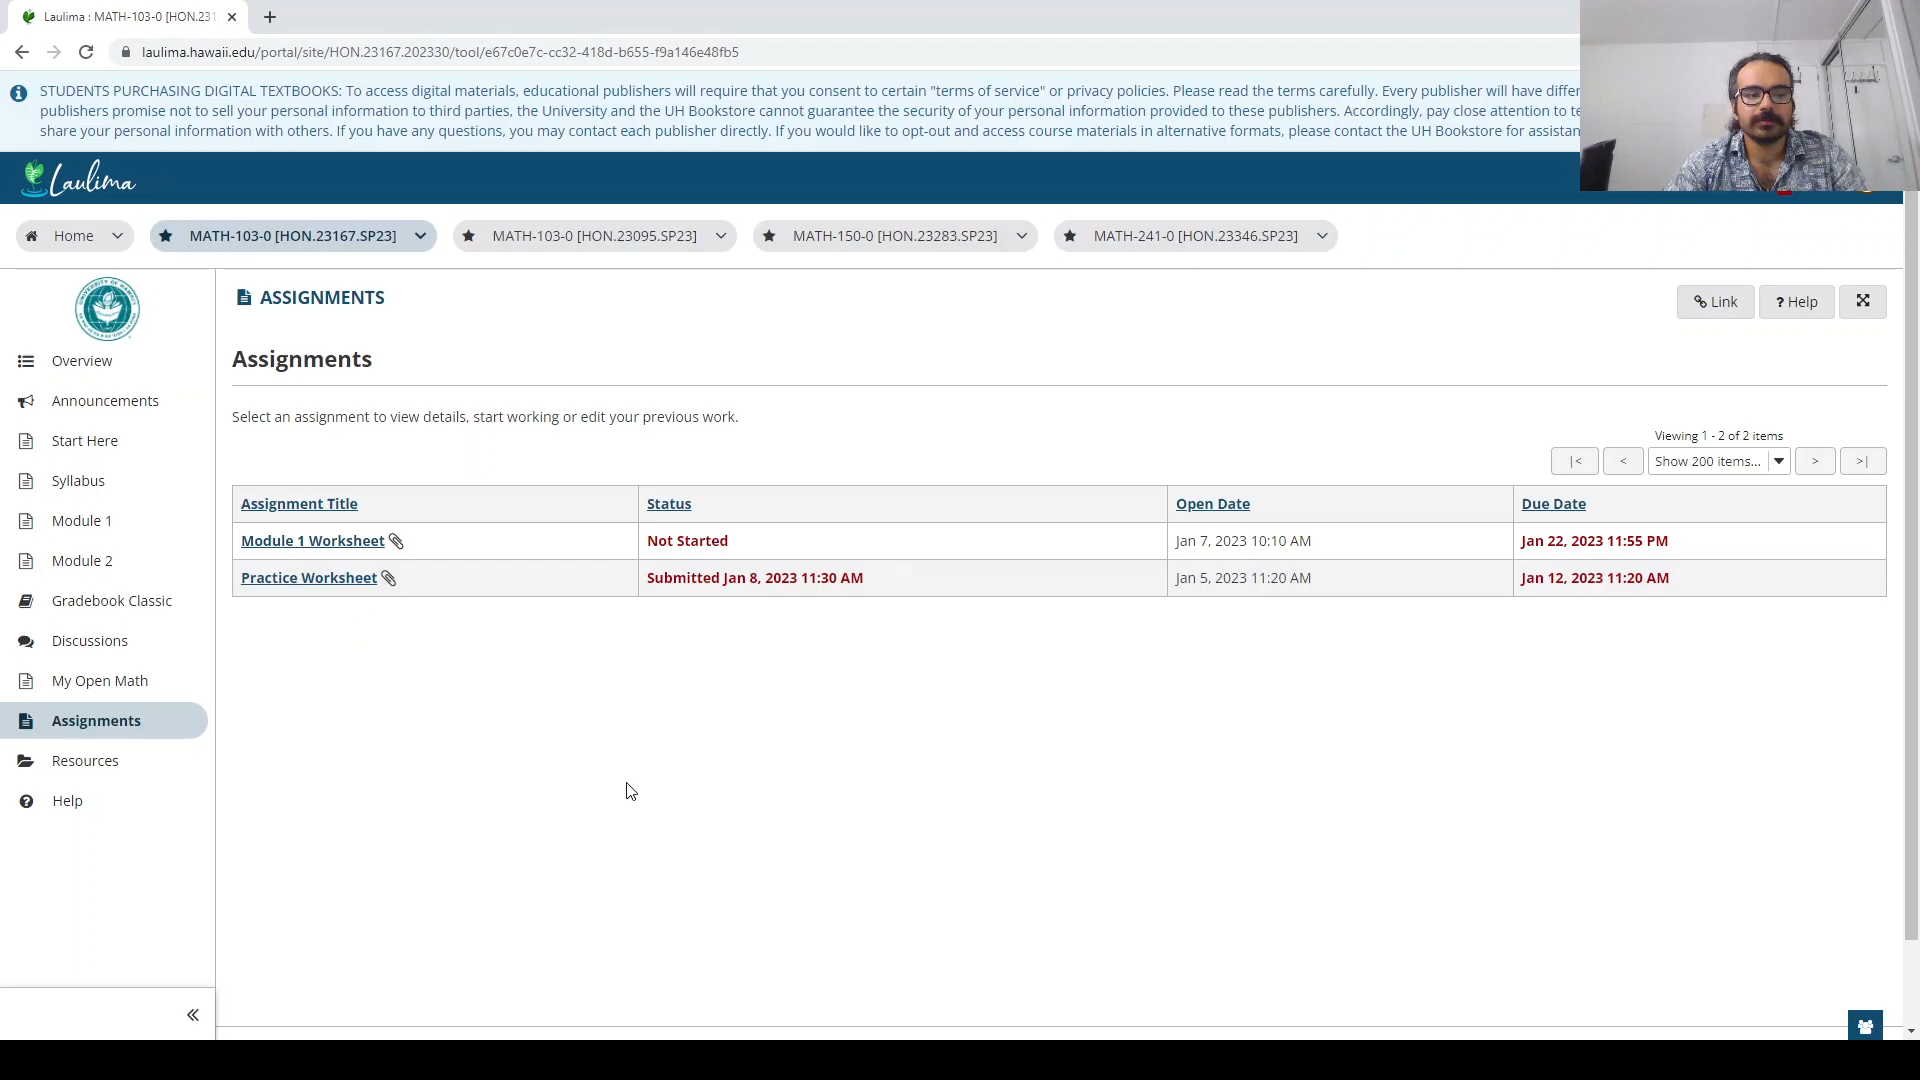 Laulima : MATH-103-0 [HON.231
laulima.hawaii.edu/portal/site/HON.23167.202330/tool/e67c0e7c-cc32-418d-b655-f9a146e48fb5
STUDENTS PURCHASING DIGITAL TEXTBOOKS: To access digital materials, educational publishers will require that you consent to certain "terms of service" or privacy policies. Please read the terms carefully. Every publisher will have differ
publishers promise not to sell your personal information to third parties, the University and the UH Bookstore cannot guarantee the security of your personal information provided to these publishers. Accordingly, pay close attention to te
share your personal information with others. If you have any questions, you may contact each publisher directly. If you would like to opt-out and access course materials in alternative formats, please contact the UH Bookstore for assistan
Laulima
Home MATH-103-0 [HON.23167.SP23] MATH-103-0 [HON.23095.SP23] MATH-150-0 [HON.23283.SP23] MATH-241-0 [HON.23346.SP23]
ASSIGNMENTS
Link ? Help
Overview
Announcements
Start Here
Syllabus
Module 1
Module 2
Gradebook Classic
Discussions
My Open Math
Assignments
Resources
Help
Assignments
Select an assignment to view details, start working or edit your previous work.
Viewing 1 - 2 of 2 items
|< < Show 200 items... > >|
Assignment Title Status Open Date Due Date
Module 1 Worksheet Not Started Jan 7, 2023 10:10 AM Jan 22, 2023 11:55 PM
Practice Worksheet Submitted Jan 8, 2023 11:30 AM Jan 5, 2023 11:20 AM Jan 12, 2023 11:20 AM